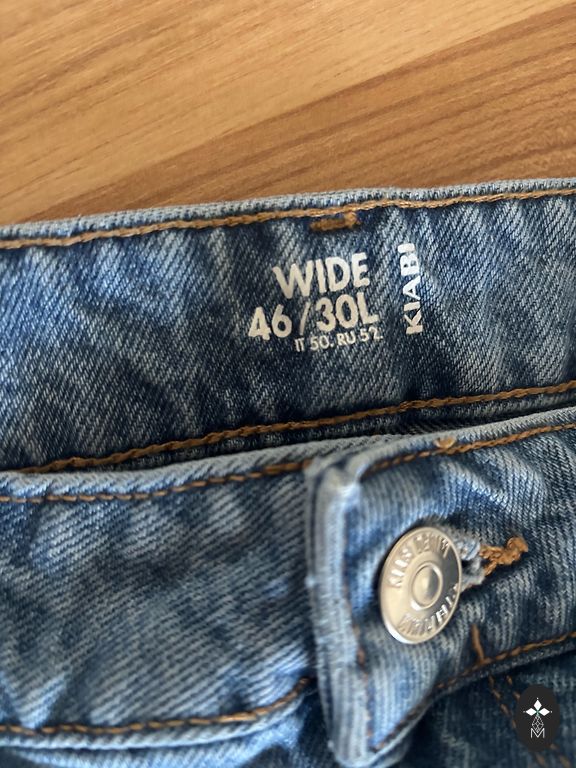 WIDE
46/30L
IT 50. RU 52
KIABI
M